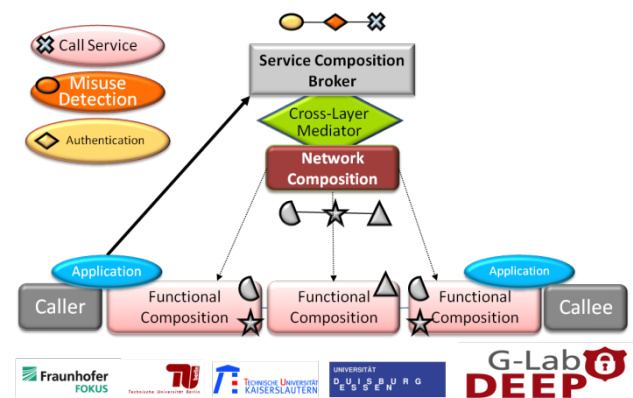 Call Service
Misuse
Detection
Authentication
Service Composition
Broker
Cross-Layer
Mediator
Network
Composition
Application
Application
Caller
Functional
Composition
Functional
Composition
Functional
Composition
Callee
Fraunhofer
FOKUS
Technische Universität Berlin
TECHNISCHE UNIVERSITÄT
KAISERSLAUTERN
UNIVERSITÄT
DUISBURG
ESSEN
G-Lab
DEEP